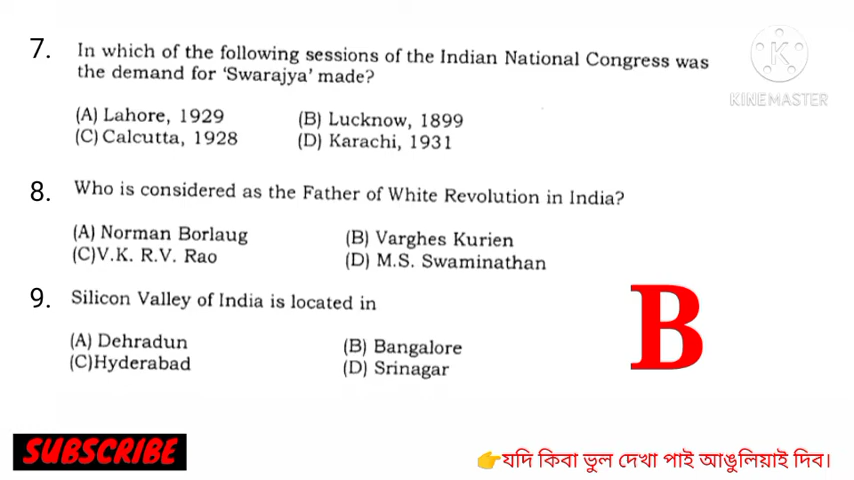 7. In which of the following sessions of the Indian National Congress was
the demand for ‘Swarajya’ made?
K
KINEMASTER
(A) Lahore, 1929 (B) Lucknow, 1899
(C) Calcutta, 1928 (D) Karachi, 1931
8. Who is considered as the Father of White Revolution in India?
(A) Norman Borlaug (B) Varghes Kurien
(C)V.K. R.V. Rao (D) M.S. Swaminathan
9. Silicon Valley of India is located in
(A) Dehradun (B) Bangalore
(C)Hyderabad (D) Srinagar
B
SUBSCRIBE
👉যদি কিবা ভুল দেখা পাই আঙুলিয়াই দিব।